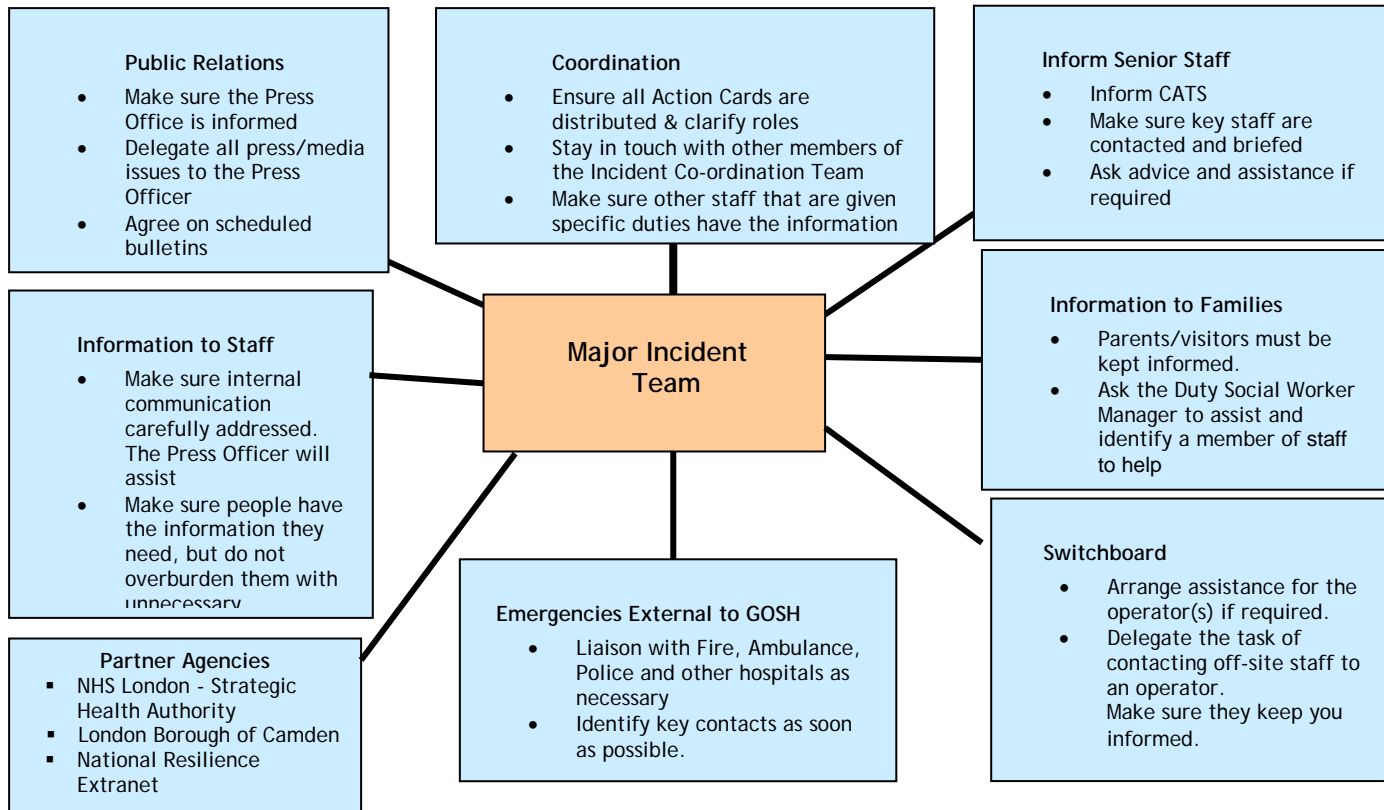 Public Relations
• Make sure the Press
Office is informed
• Delegate all press/media
issues to the Press
Officer
• Agree on scheduled
bulletins
Coordination
• Ensure all Action Cards are
distributed & clarify roles
• Stay in touch with other members of
the Incident Co-ordination Team
• Make sure other staff that are given
specific duties have the information
Inform Senior Staff
• Inform CATS
• Make sure key staff are
contacted and briefed
• Ask advice and assistance if
required
Information to Staff
• Make sure internal
communication
carefully addressed.
The Press Officer will
assist
• Make sure people have
the information they
need, but do not
overburden them with
unnecessary
Major Incident
Team
Information to Families
• Parents/visitors must be
kept informed.
• Ask the Duty Social Worker
Manager to assist and
identify a member of staff
to help
Partner Agencies
▪ NHS London - Strategic
Health Authority
▪ London Borough of Camden
▪ National Resilience
Extranet
Emergencies External to GOSH
• Liaison with Fire, Ambulance,
Police and other hospitals as
necessary
• Identify key contacts as soon
as possible.
Switchboard
• Arrange assistance for the
operator(s) if required.
• Delegate the task of
contacting off-site staff to
an operator.
Make sure they keep you
informed.